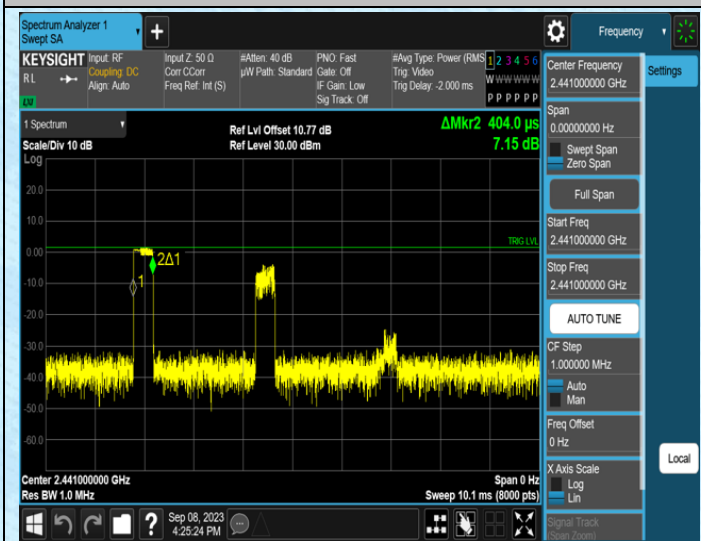 Spectrum Analyzer 1
Swept SA
Frequency
KEYSIGHT
RL
LXI
Input: RF
Coupling: DC
Align: Auto
Input Z: 50 Ω
Corr CCorr
Freq Ref: Int (S)
#Atten: 40 dB
µW Path: Standard
PNO: Fast
Gate: Off
IF Gain: Low
Sig Track: Off
#Avg Type: Power (RMS
Trig: Video
Trig Delay: -2.000 ms
1 2 3 4 5 6
W W W W W W
P P P P P P
1 Spectrum
Scale/Div 10 dB
Log
Ref Lvl Offset 10.77 dB
Ref Level 30.00 dBm
ΔMkr2 404.0 µs
7.15 dB
20.0
10.0
0.00
-10.0
-20.0
-30.0
-40.0
-50.0
-60.0
TRIG LVL
2Δ1
1
Center 2.441000000 GHz
Res BW 1.0 MHz
Span 0 Hz
Sweep 10.1 ms (8000 pts)
?
Sep 08, 2023
4:25:24 PM
Center Frequency
2.441000000 GHz
Span
0.00000000 Hz
Swept Span
Zero Span
Full Span
Start Freq
2.441000000 GHz
Stop Freq
2.441000000 GHz
AUTO TUNE
CF Step
1.000000 MHz
Auto
Man
Freq Offset
0 Hz
X Axis Scale
Log
Lin
Signal Track
(Span Zoom)
Settings
Local